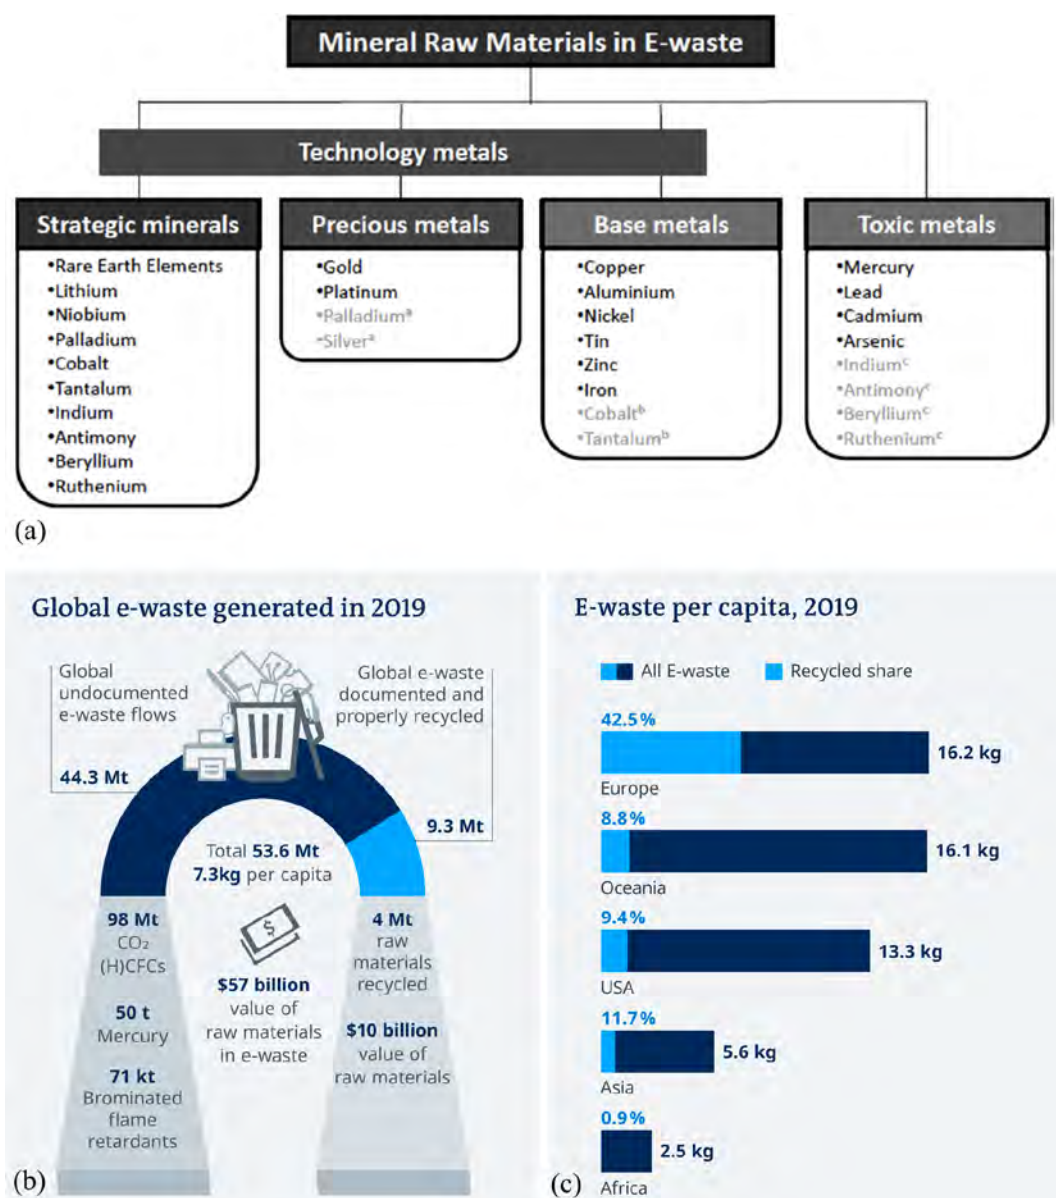 Mineral Raw Materials in E-waste
Technology metals
Strategic minerals
•Rare Earth Elements
•Lithium
•Niobium
•Palladium
•Cobalt
•Tantalum
•Indium
•Antimony
•Beryllium
•Ruthenium
Precious metals
•Gold
•Platinum
•Palladiumᵃ
•Silverᵃ
Base metals
•Copper
•Aluminium
•Nickel
•Tin
•Zinc
•Iron
•Cobaltᵇ
•Tantalumᵇ
Toxic metals
•Mercury
•Lead
•Cadmium
•Arsenic
•Indiumᶜ
•Antimonyᶜ
•Berylliumᶜ
•Rutheniumᶜ
(a)
Global e-waste generated in 2019
Global
undocumented
e-waste flows
44.3 Mt
Global e-waste
documented and
properly recycled
9.3 Mt
Total 53.6 Mt
7.3kg per capita
98 Mt
CO₂
(H)CFCs
50 t
Mercury
71 kt
Brominated
flame
retardants
$
$57 billion
value of
raw materials
in e-waste
4 Mt
raw
materials
recycled
$10 billion
value of
raw materials
(b)
E-waste per capita, 2019
All E-waste
Recycled share
42.5%
16.2 kg
Europe
8.8%
16.1 kg
Oceania
9.4%
13.3 kg
USA
11.7%
5.6 kg
Asia
0.9%
2.5 kg
Africa
(c)